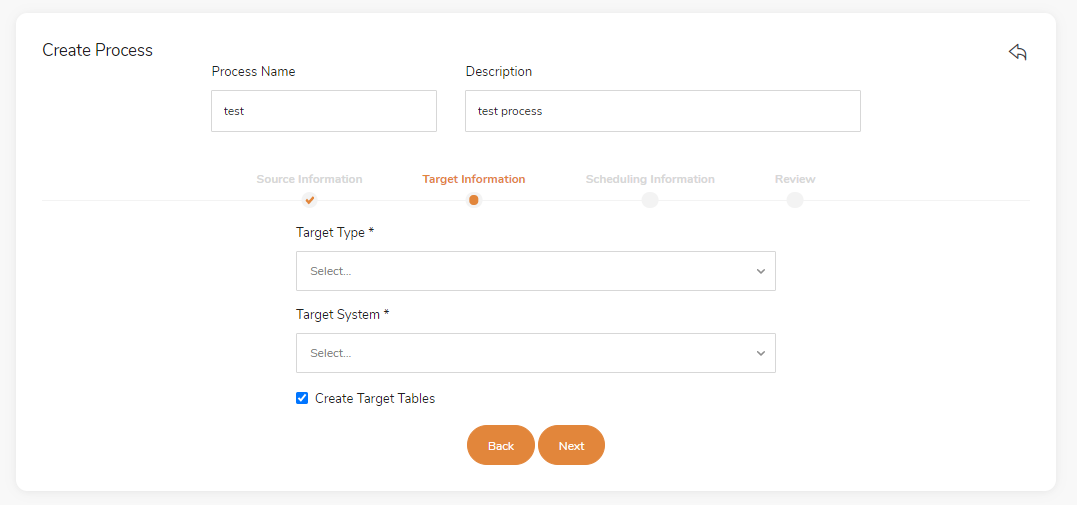 Create Process
Process Name
Description
test
test process
Source Information
Target Information
Scheduling Information
Review
Target Type *
Select...
Target System *
Select...
Create Target Tables
Back
Next